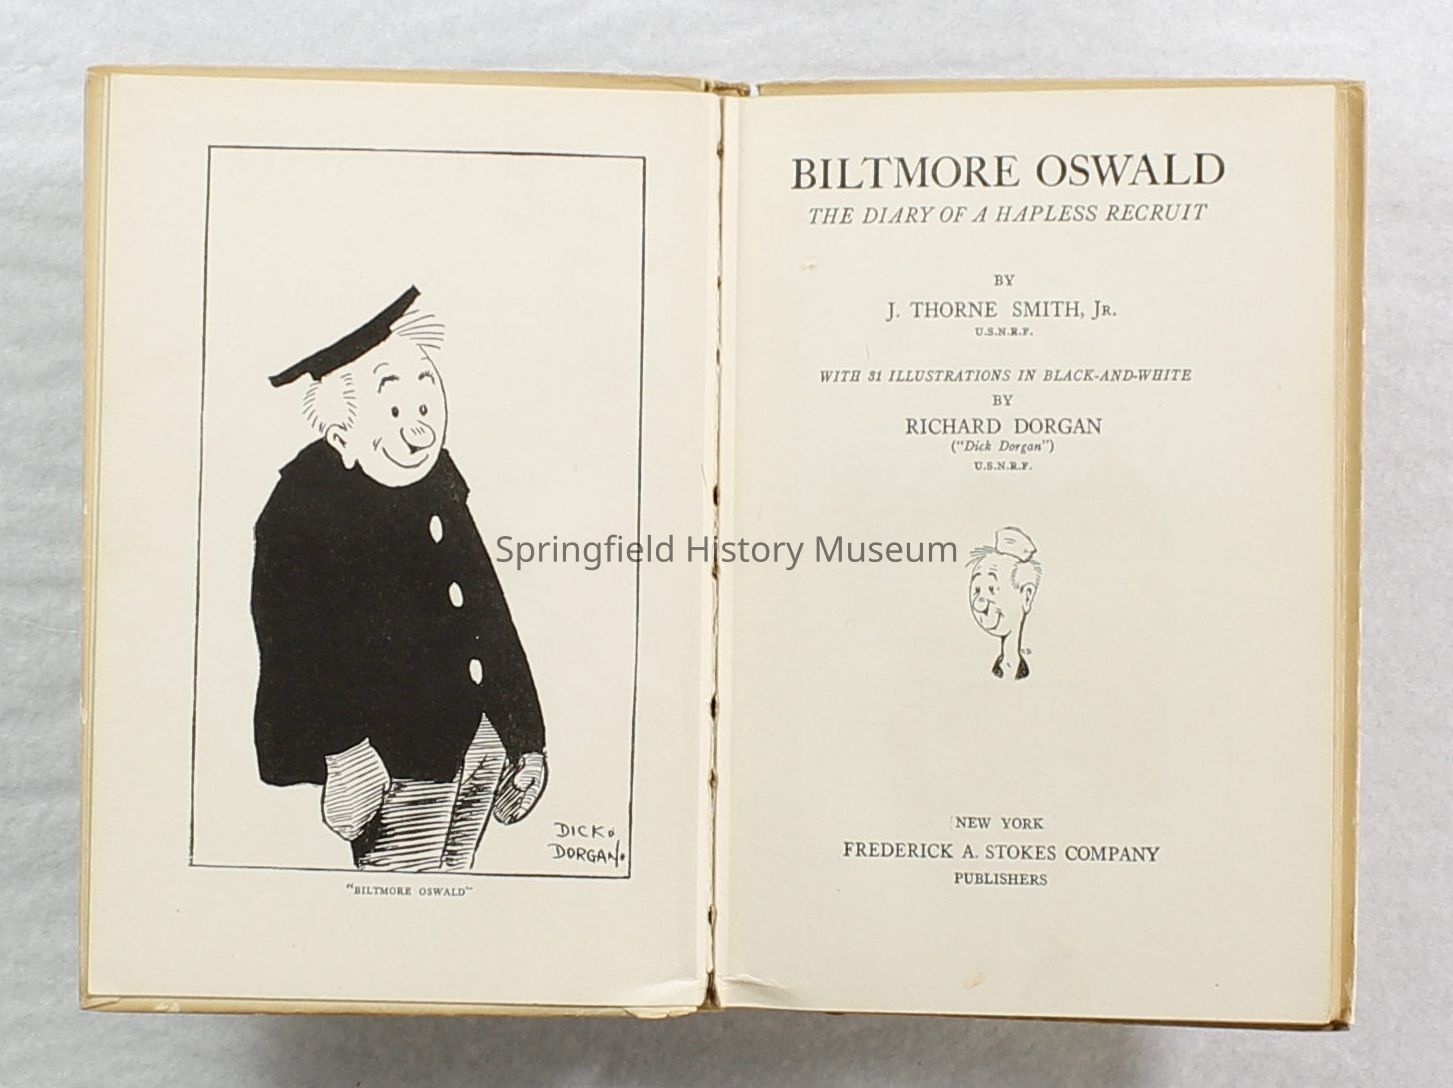 DICK
DORGAN.
"BILTMORE OSWALD"
BILTMORE OSWALD
THE DIARY OF A HAPLESS RECRUIT
BY
J. THORNE SMITH, JR.
U.S.N.R.F.
WITH 31 ILLUSTRATIONS IN BLACK-AND-WHITE
BY
RICHARD DORGAN
("Dick Dorgan")
U.S.N.R.F.
Springfield History Museum
NEW YORK
FREDERICK A. STOKES COMPANY
PUBLISHERS